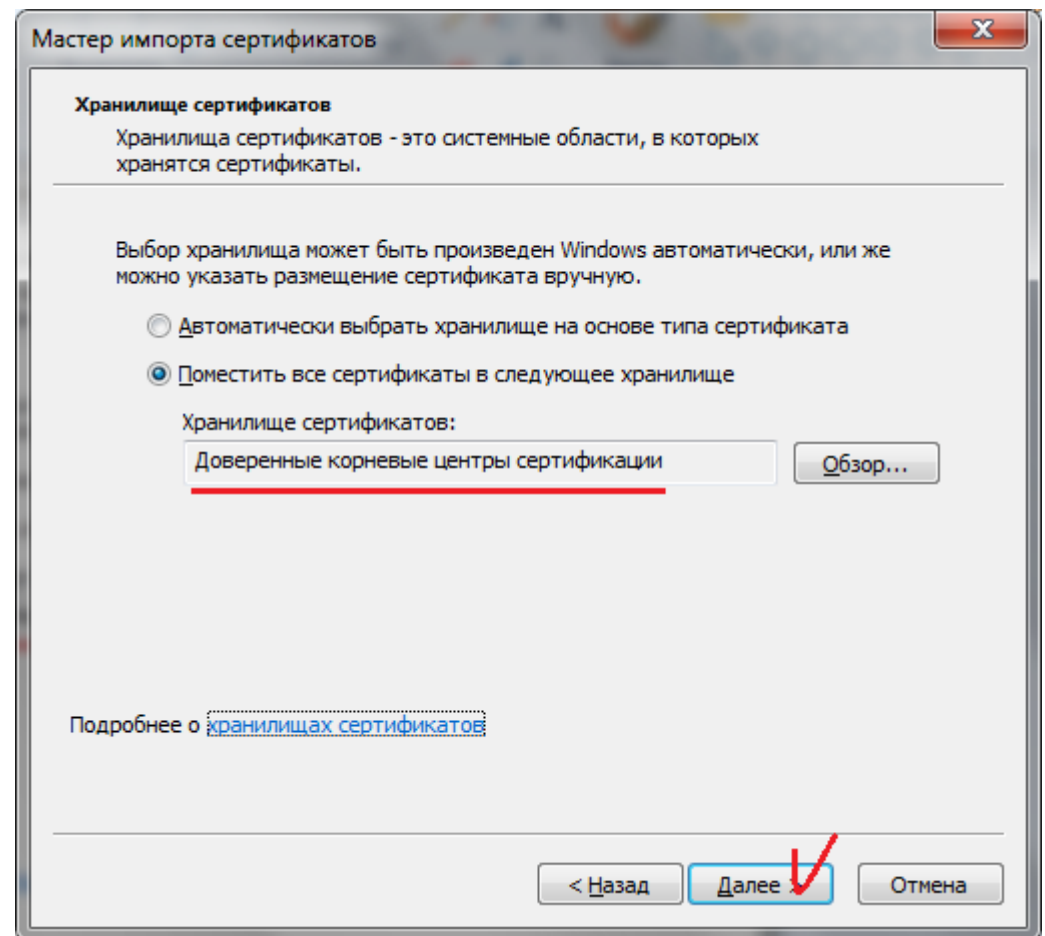 Мастер импорта сертификатов
Хранилище сертификатов
Хранилища сертификатов - это системные области, в которых
хранятся сертификаты.
Выбор хранилища может быть произведен Windows автоматически, или же
можно указать размещение сертификата вручную.
Автоматически выбрать хранилище на основе типа сертификата
Поместить все сертификаты в следующее хранилище
Хранилище сертификатов:
Доверенные корневые центры сертификации
Обзор...
Подробнее о хранилищах сертификатов
< Назад
Далее >
Отмена